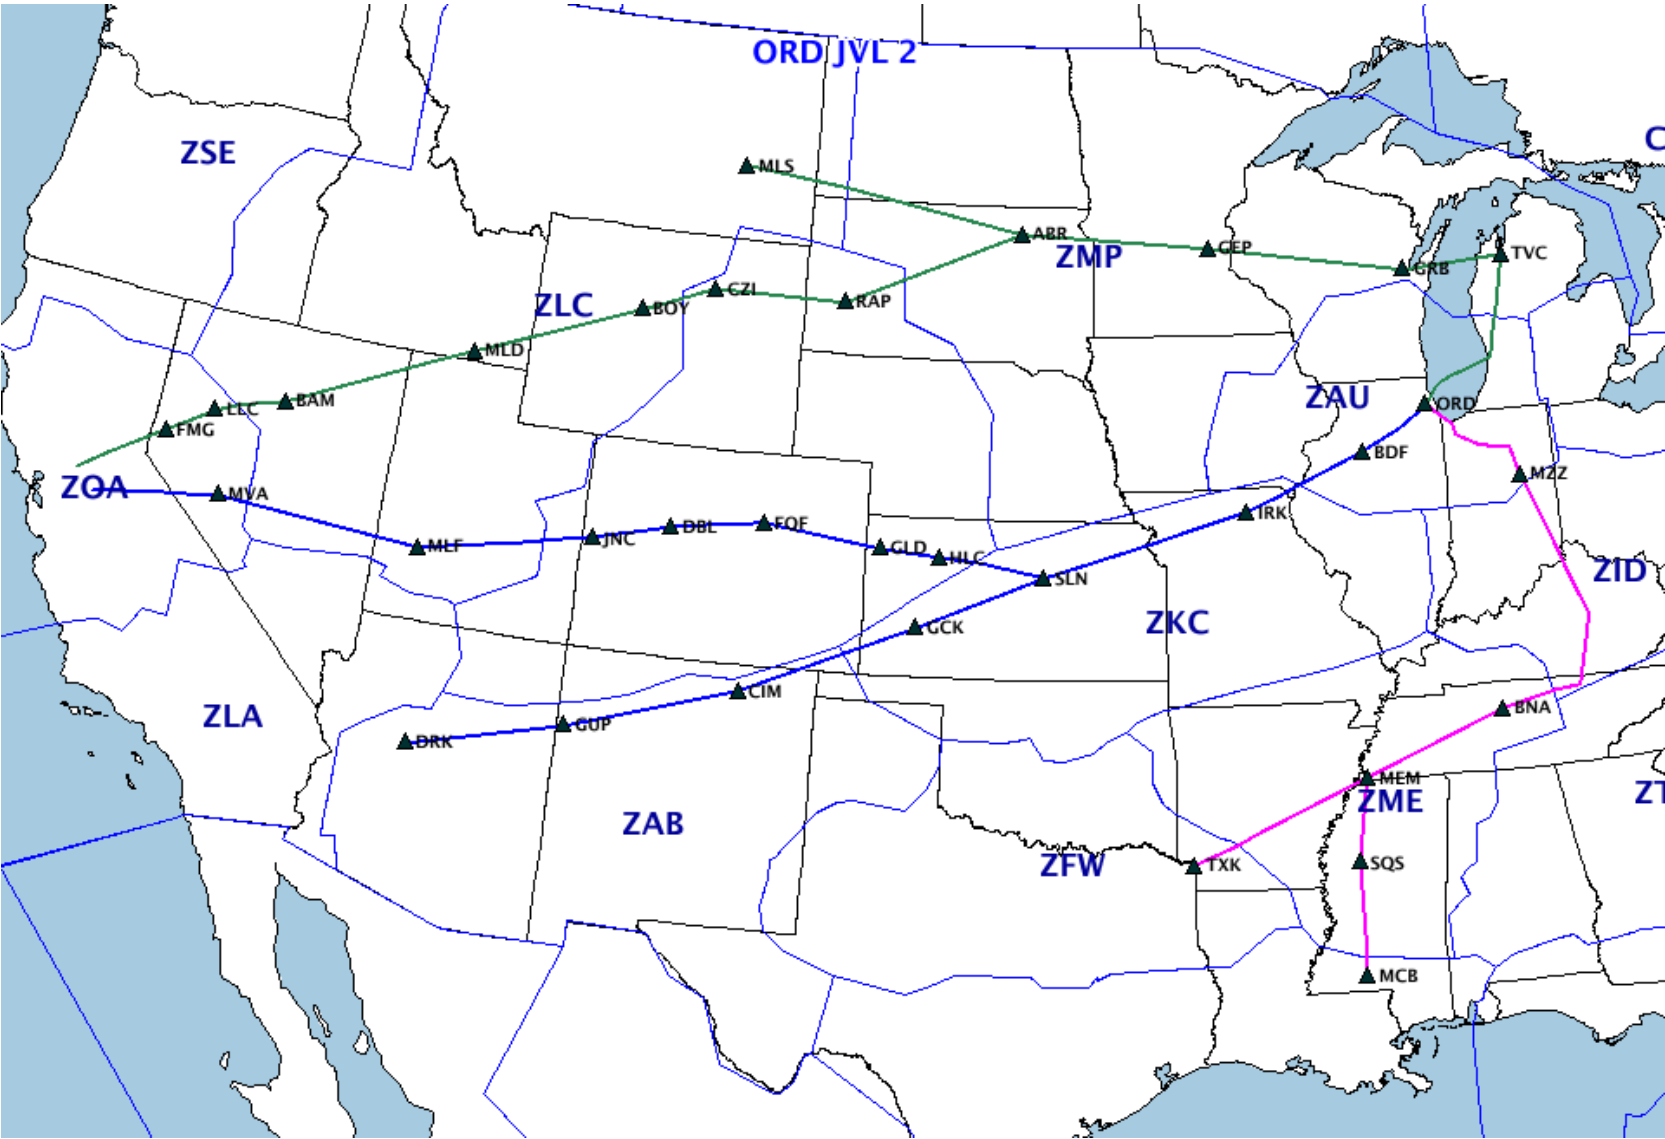 ORD JVL 2
C
ZSE
MLS
ABR
ZMP
GEP
GRB
TVC
ZLC
BOY
CZI
RAP
MLD
LLC
BAM
FMG
ZAU
ORD
BDF
MZZ
ZOA
MVA
MLF
JNC
DBL
FQF
GLD
HLC
SLN
IRK
ZID
GCK
ZKC
CIM
ZLA
GUP
DRK
BNA
MEM
ZME
ZT
ZAB
ZFW
TXK
SQS
MCB